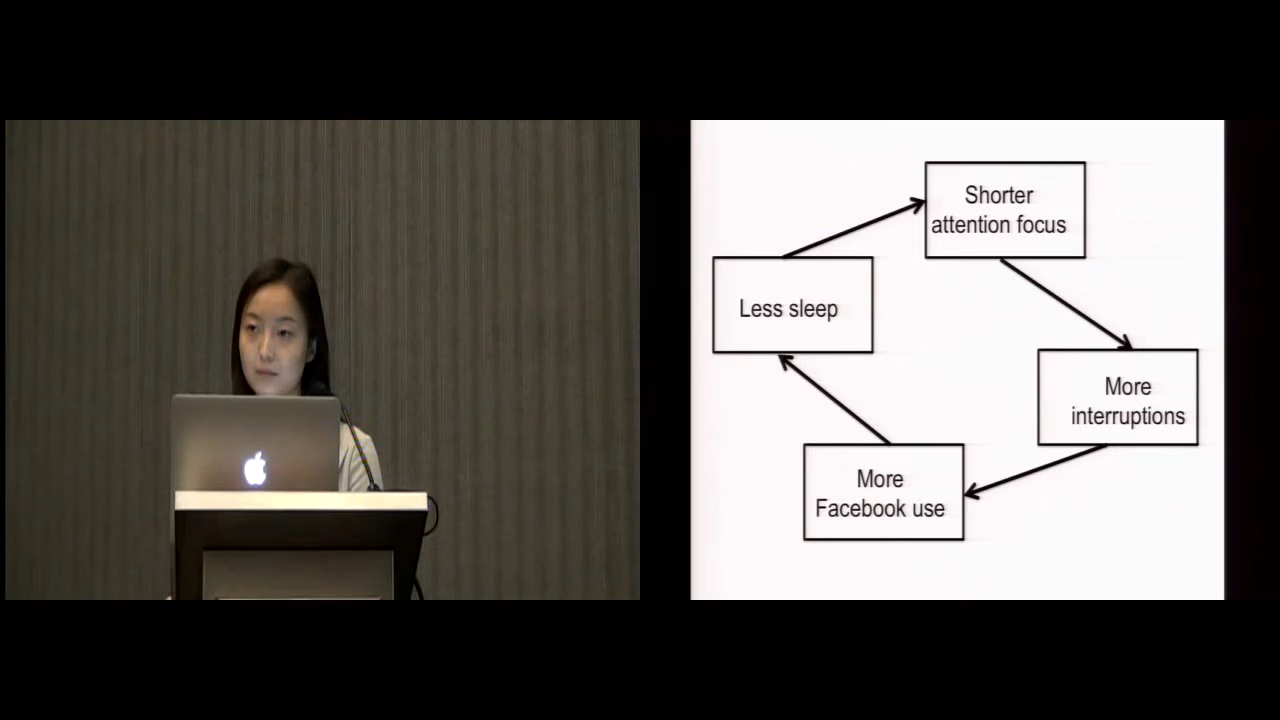 Shorter
attention focus
Less sleep
More
interruptions
More
Facebook use